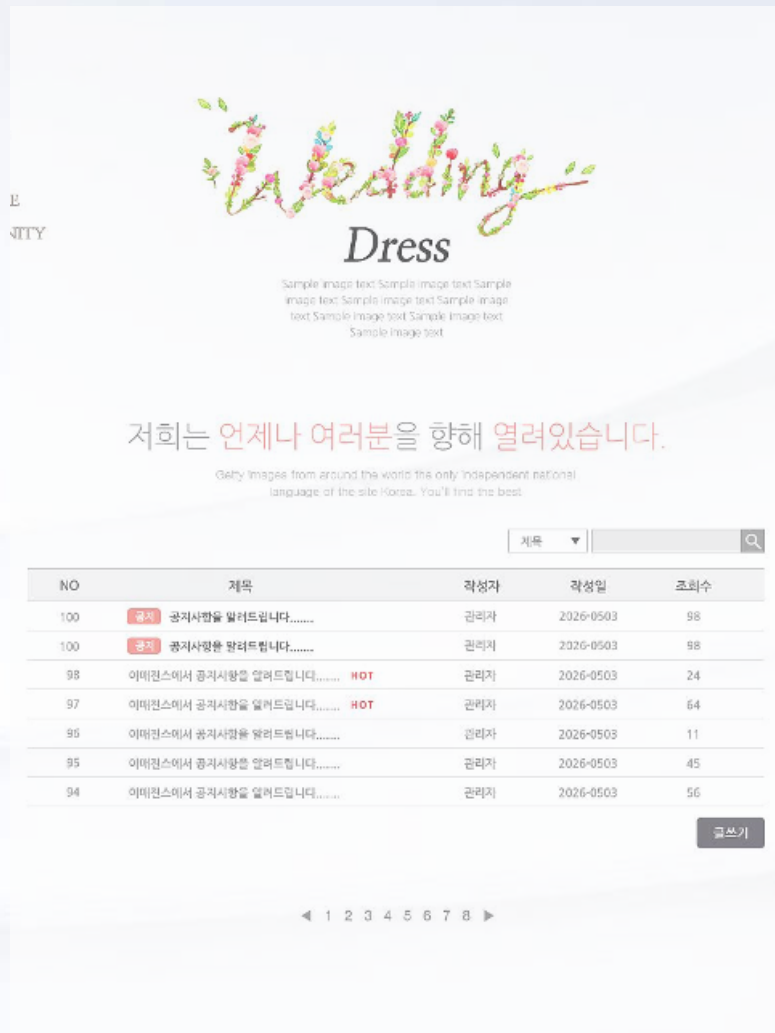 Wedding
E
NITY
Dress
Sample image text Sample image text Sample
image text Sample image text Sample image
text Sample image text Sample image text
Sample image text
저희는 언제나 여러분을 향해 열려있습니다.
Getty Images from around the world the only independent national
language of the site Korea. You'll find the best
제목 ▼
NO 제목 작성자 작성일 조회수
100 공지 공지사항을 알려드립니다....... 관리자 2026-0503 98
100 공지 공지사항을 알려드립니다....... 관리자 2026-0503 98
98 이매진스에서 공지사항을 알려드립니다....... HOT 관리자 2026-0503 24
97 이매진스에서 공지사항을 알려드립니다....... HOT 관리자 2026-0503 64
96 이매진스에서 공지사항을 알려드립니다....... 관리자 2026-0503 11
95 이매진스에서 공지사항을 알려드립니다....... 관리자 2026-0503 45
94 이매진스에서 공지사항을 알려드립니다....... 관리자 2026-0503 56
글쓰기
◀ 1 2 3 4 5 6 7 8 ▶